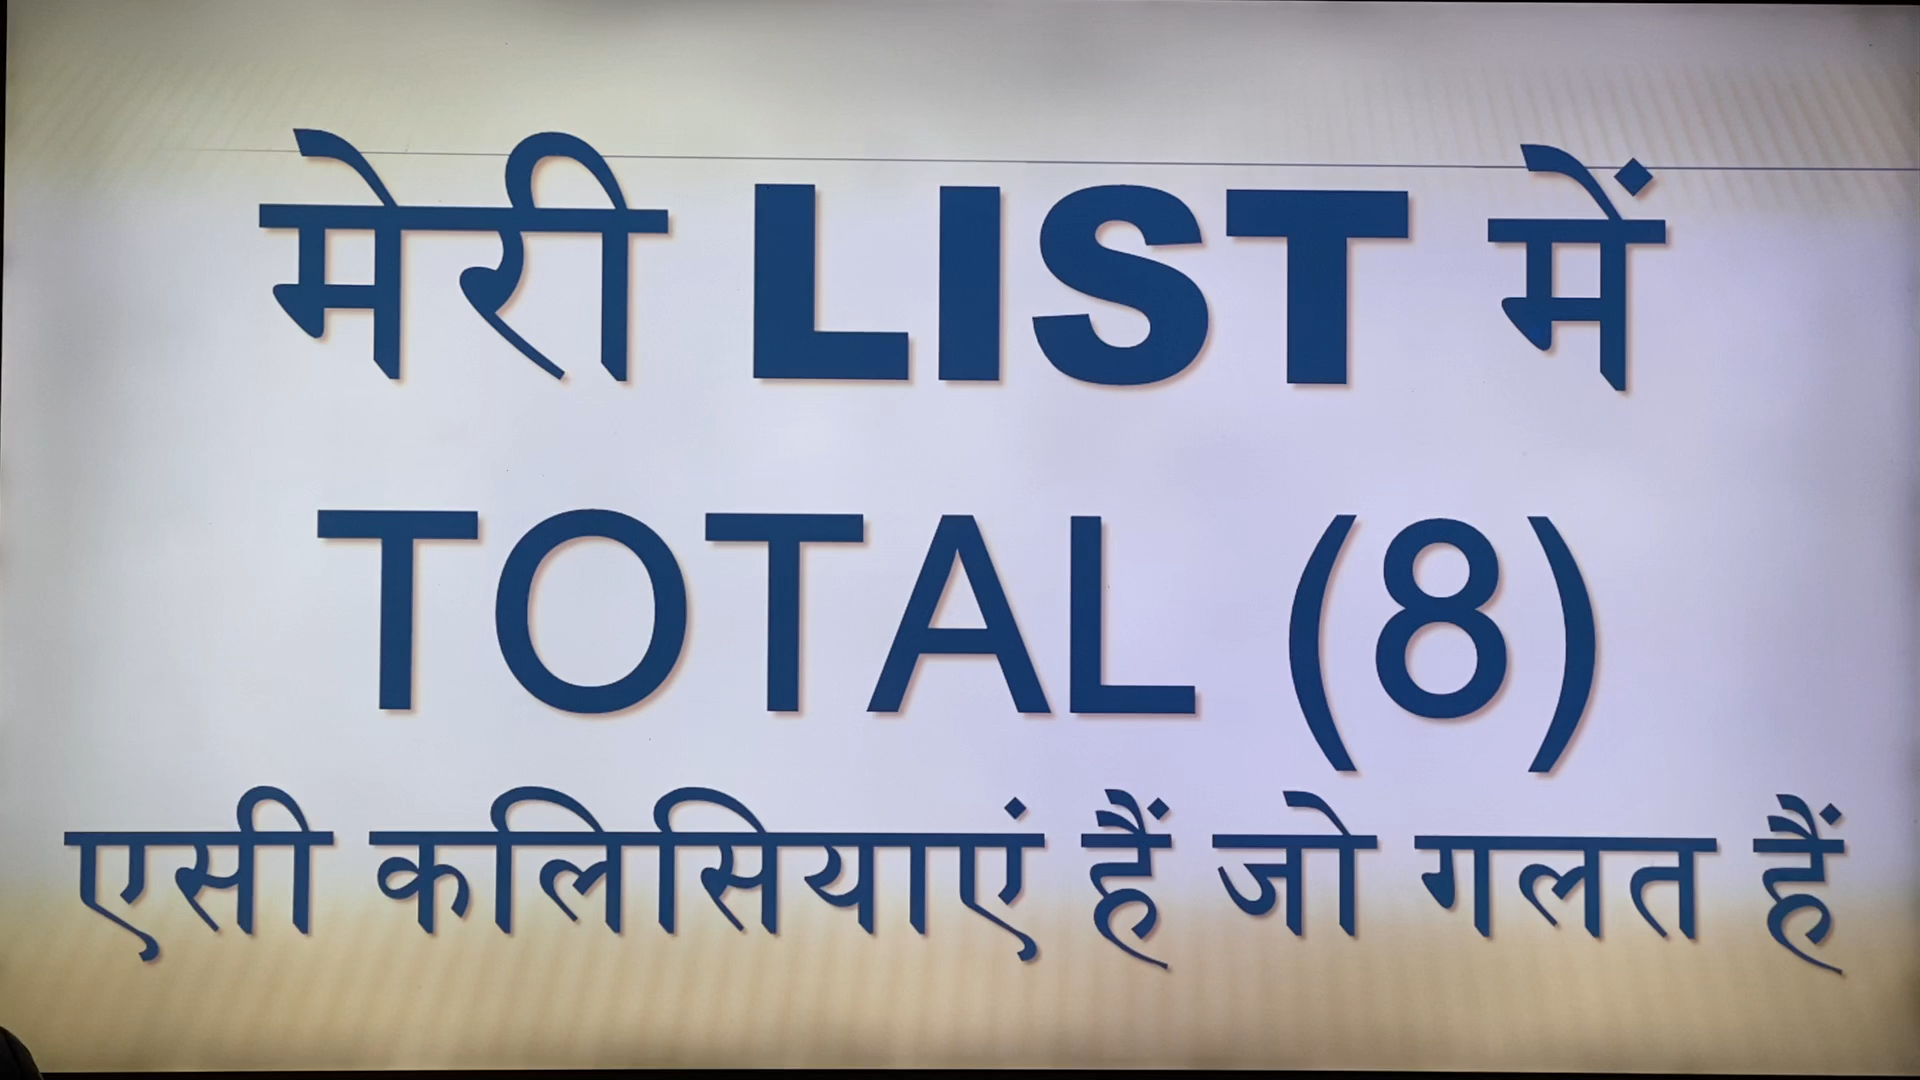 मेरी LIST में
TOTAL (8)
एसी कलिसियाएं हैं जो गलत हैं